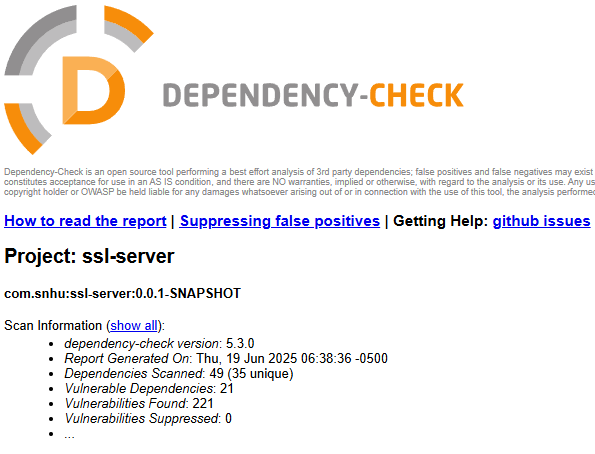 D DEPENDENCY-CHECK
Dependency-Check is an open source tool performing a best effort analysis of 3rd party dependencies; false positives and false negatives may exist
constitutes acceptance for use in an AS IS condition, and there are NO warranties, implied or otherwise, with regard to the analysis or its use. Any us
copyright holder or OWASP be held liable for any damages whatsoever arising out of or in connection with the use of this tool, the analysis performe
How to read the report | Suppressing false positives | Getting Help: github issues
Project: ssl-server
com.snhu:ssl-server:0.0.1-SNAPSHOT
Scan Information (show all):
• dependency-check version: 5.3.0
• Report Generated On: Thu, 19 Jun 2025 06:38:36 -0500
• Dependencies Scanned: 49 (35 unique)
• Vulnerable Dependencies: 21
• Vulnerabilities Found: 221
• Vulnerabilities Suppressed: 0
• ...